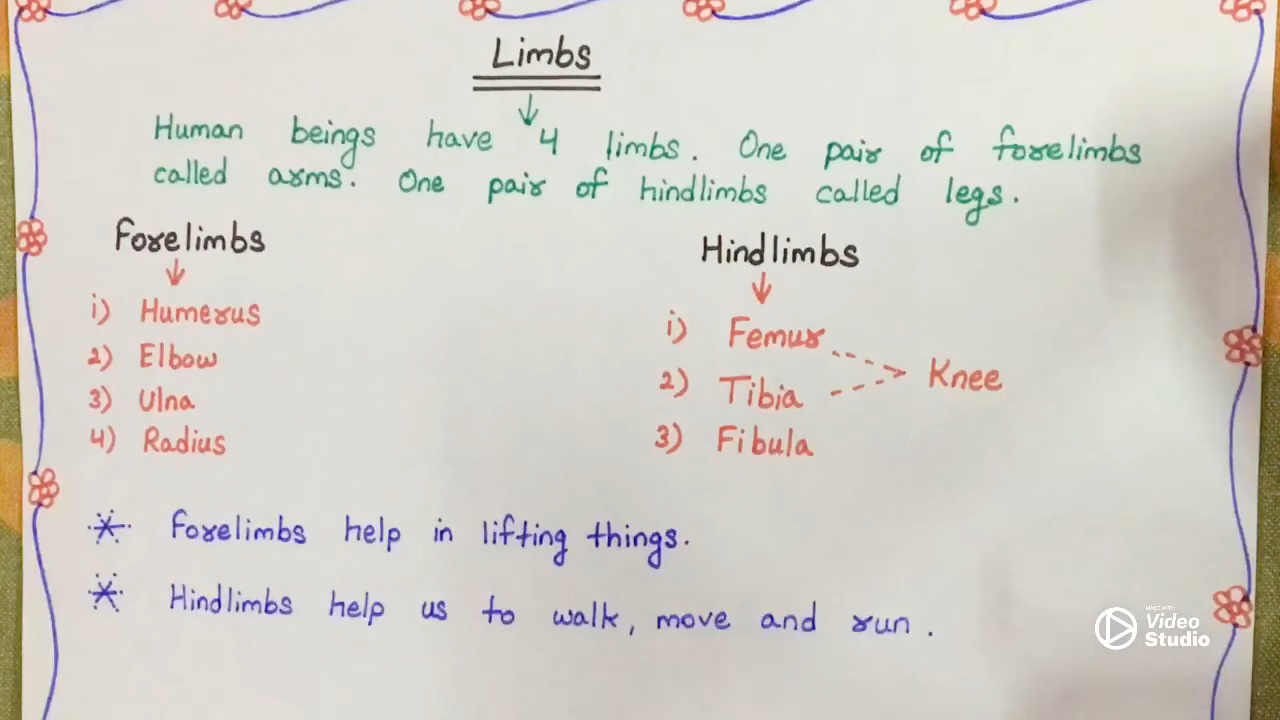 Limbs
Human beings have 4 limbs. One pair of forelimbs
called arms. One pair of hindlimbs called legs.
Forelimbs
i) Humerus
2) Elbow
3) Ulna
4) Radius
Hindlimbs
i) Femur
2) Tibia
3) Fibula
Knee
Forelimbs help in lifting things.
Hindlimbs help us to walk, move and run.
MADE WITH
Video
Studio